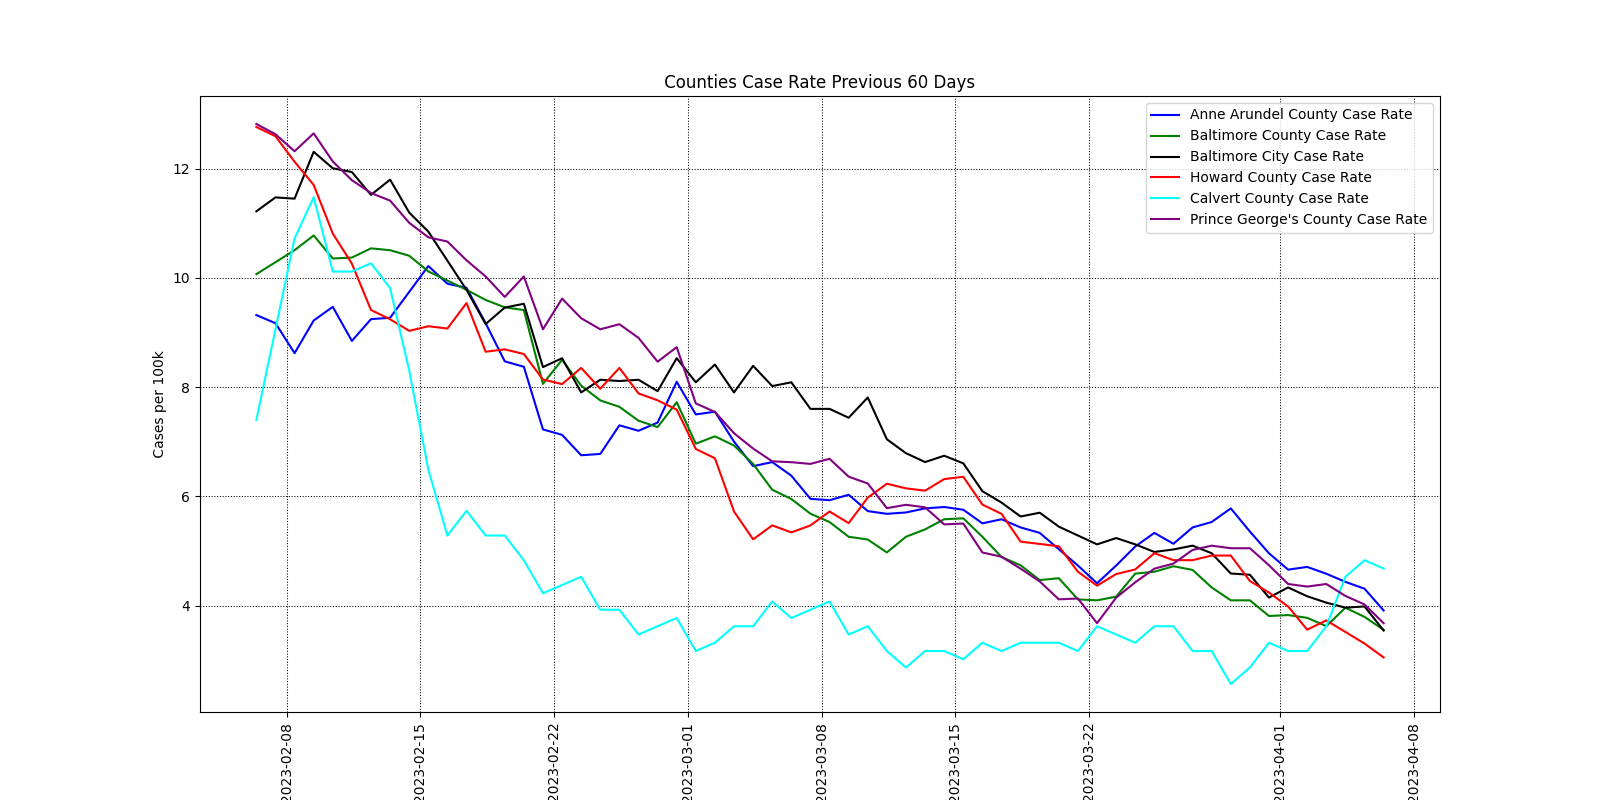 Counties Case Rate Previous 60 Days
Anne Arundel County Case Rate
Baltimore County Case Rate
Baltimore City Case Rate
Howard County Case Rate
Calvert County Case Rate
Prince George's County Case Rate
Cases per 100k
12
10
8
6
4
2023-02-08
2023-02-15
2023-02-22
2023-03-01
2023-03-08
2023-03-15
2023-03-22
2023-04-01
2023-04-08